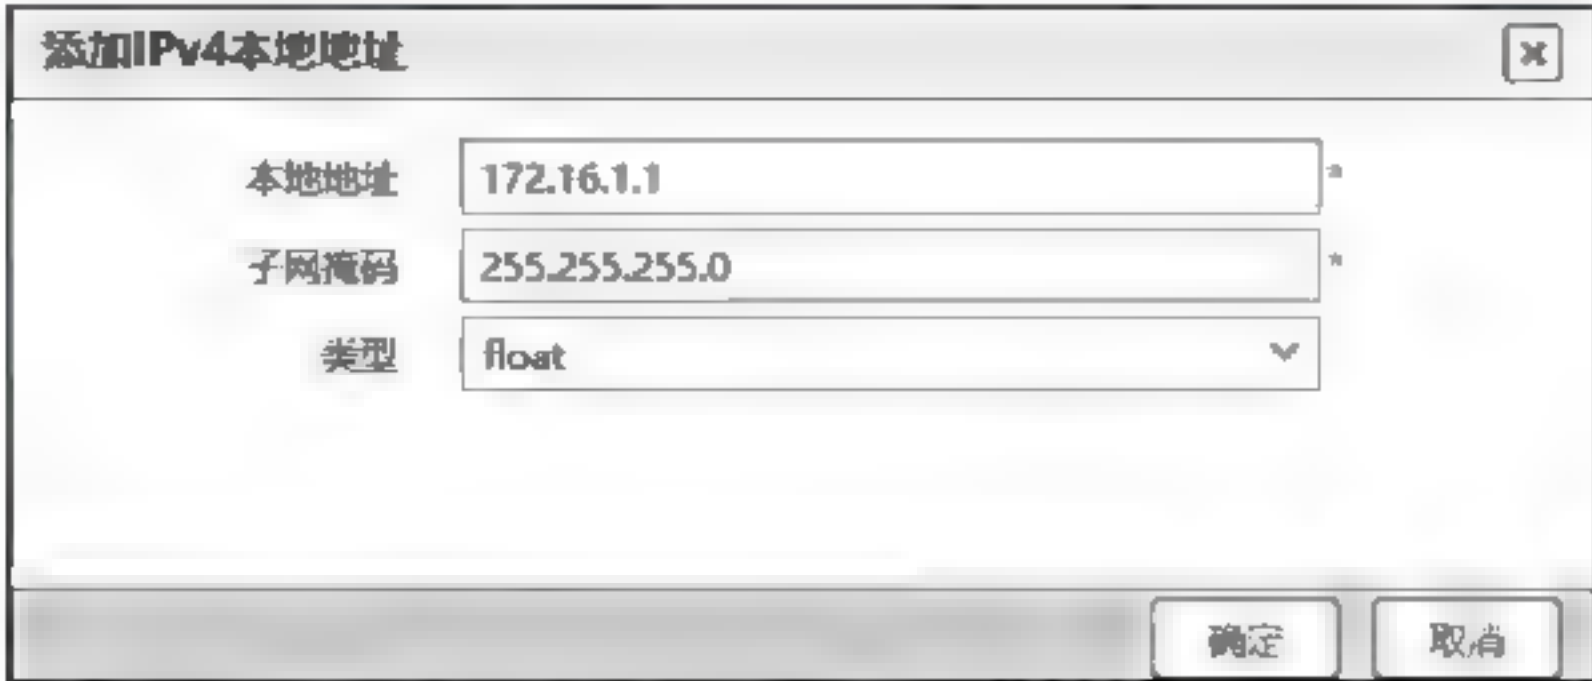 添加IPv4本地地址
本地地址 172.16.1.1 *
子网掩码 255.255.255.0 *
类型 float
确定 取消